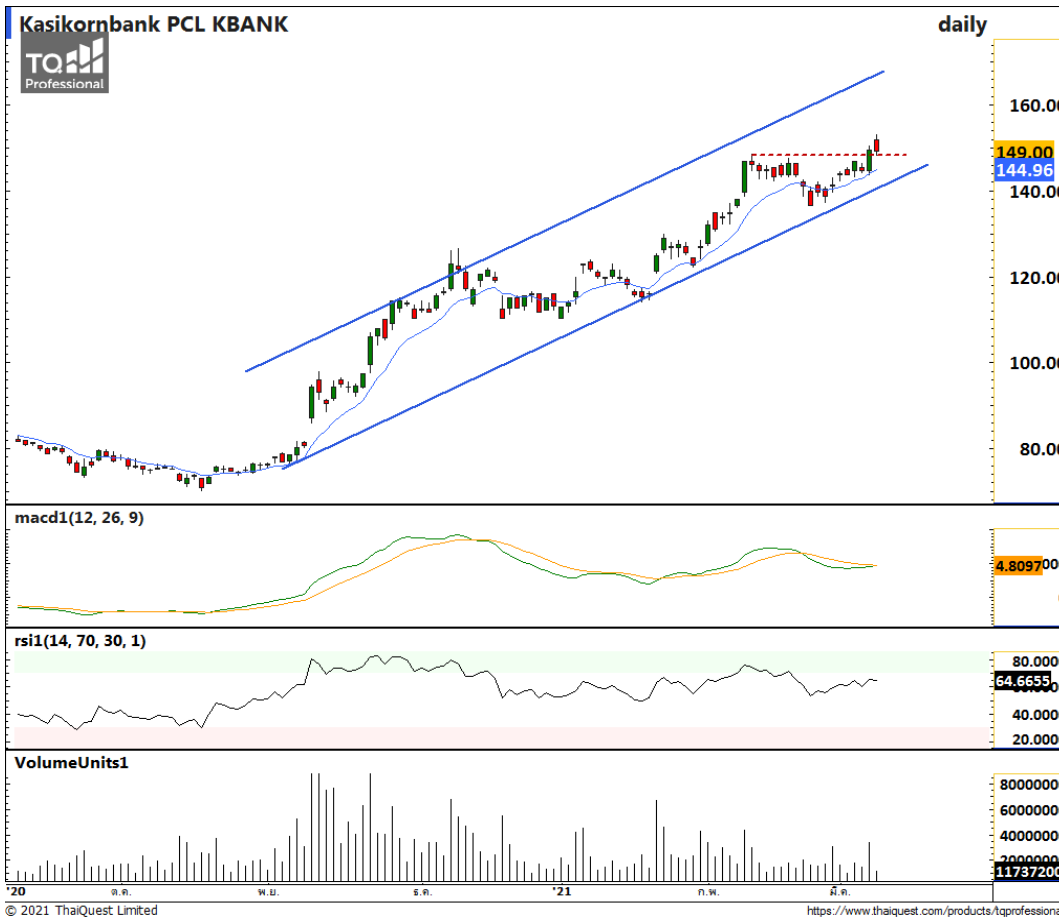 Kasikornbank PCL KBANK
daily
TQ
Professional
160.00
149.00
144.96
140.00
120.00
100.00
80.00
macd1(12, 26, 9)
4.8097
rsi1(14, 70, 30, 1)
80.0000
64.6655
40.0000
20.0000
VolumeUnits1
8000000
6000000
4000000
2000000
11737200
'20 ต.ค. พ.ย. ธ.ค. '21 ก.พ. มี.ค.
© 2021 ThaiQuest Limited
https://www.thaiquest.com/products/tqprofessiona